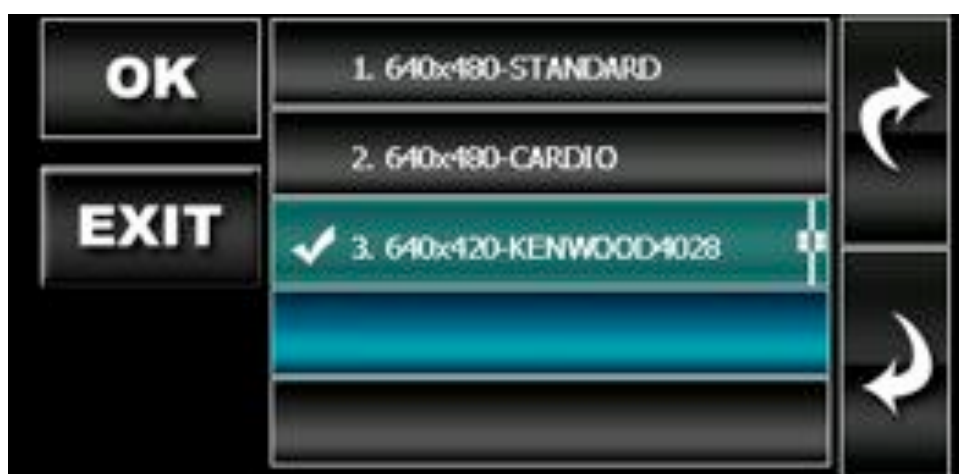 OK
1. 640x480-STANDARD
2. 640x480-CARDIO
EXIT
3. 640x420-KENWOOD4028